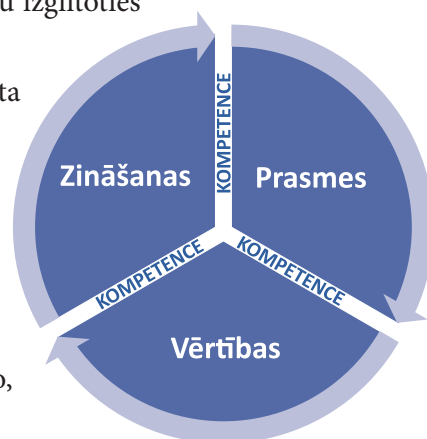 izglītoties
ta
Zināšanas
KOMPETENCE
Prasmes
KOMPETENCE
KOMPETENCE
Vērtības
o,